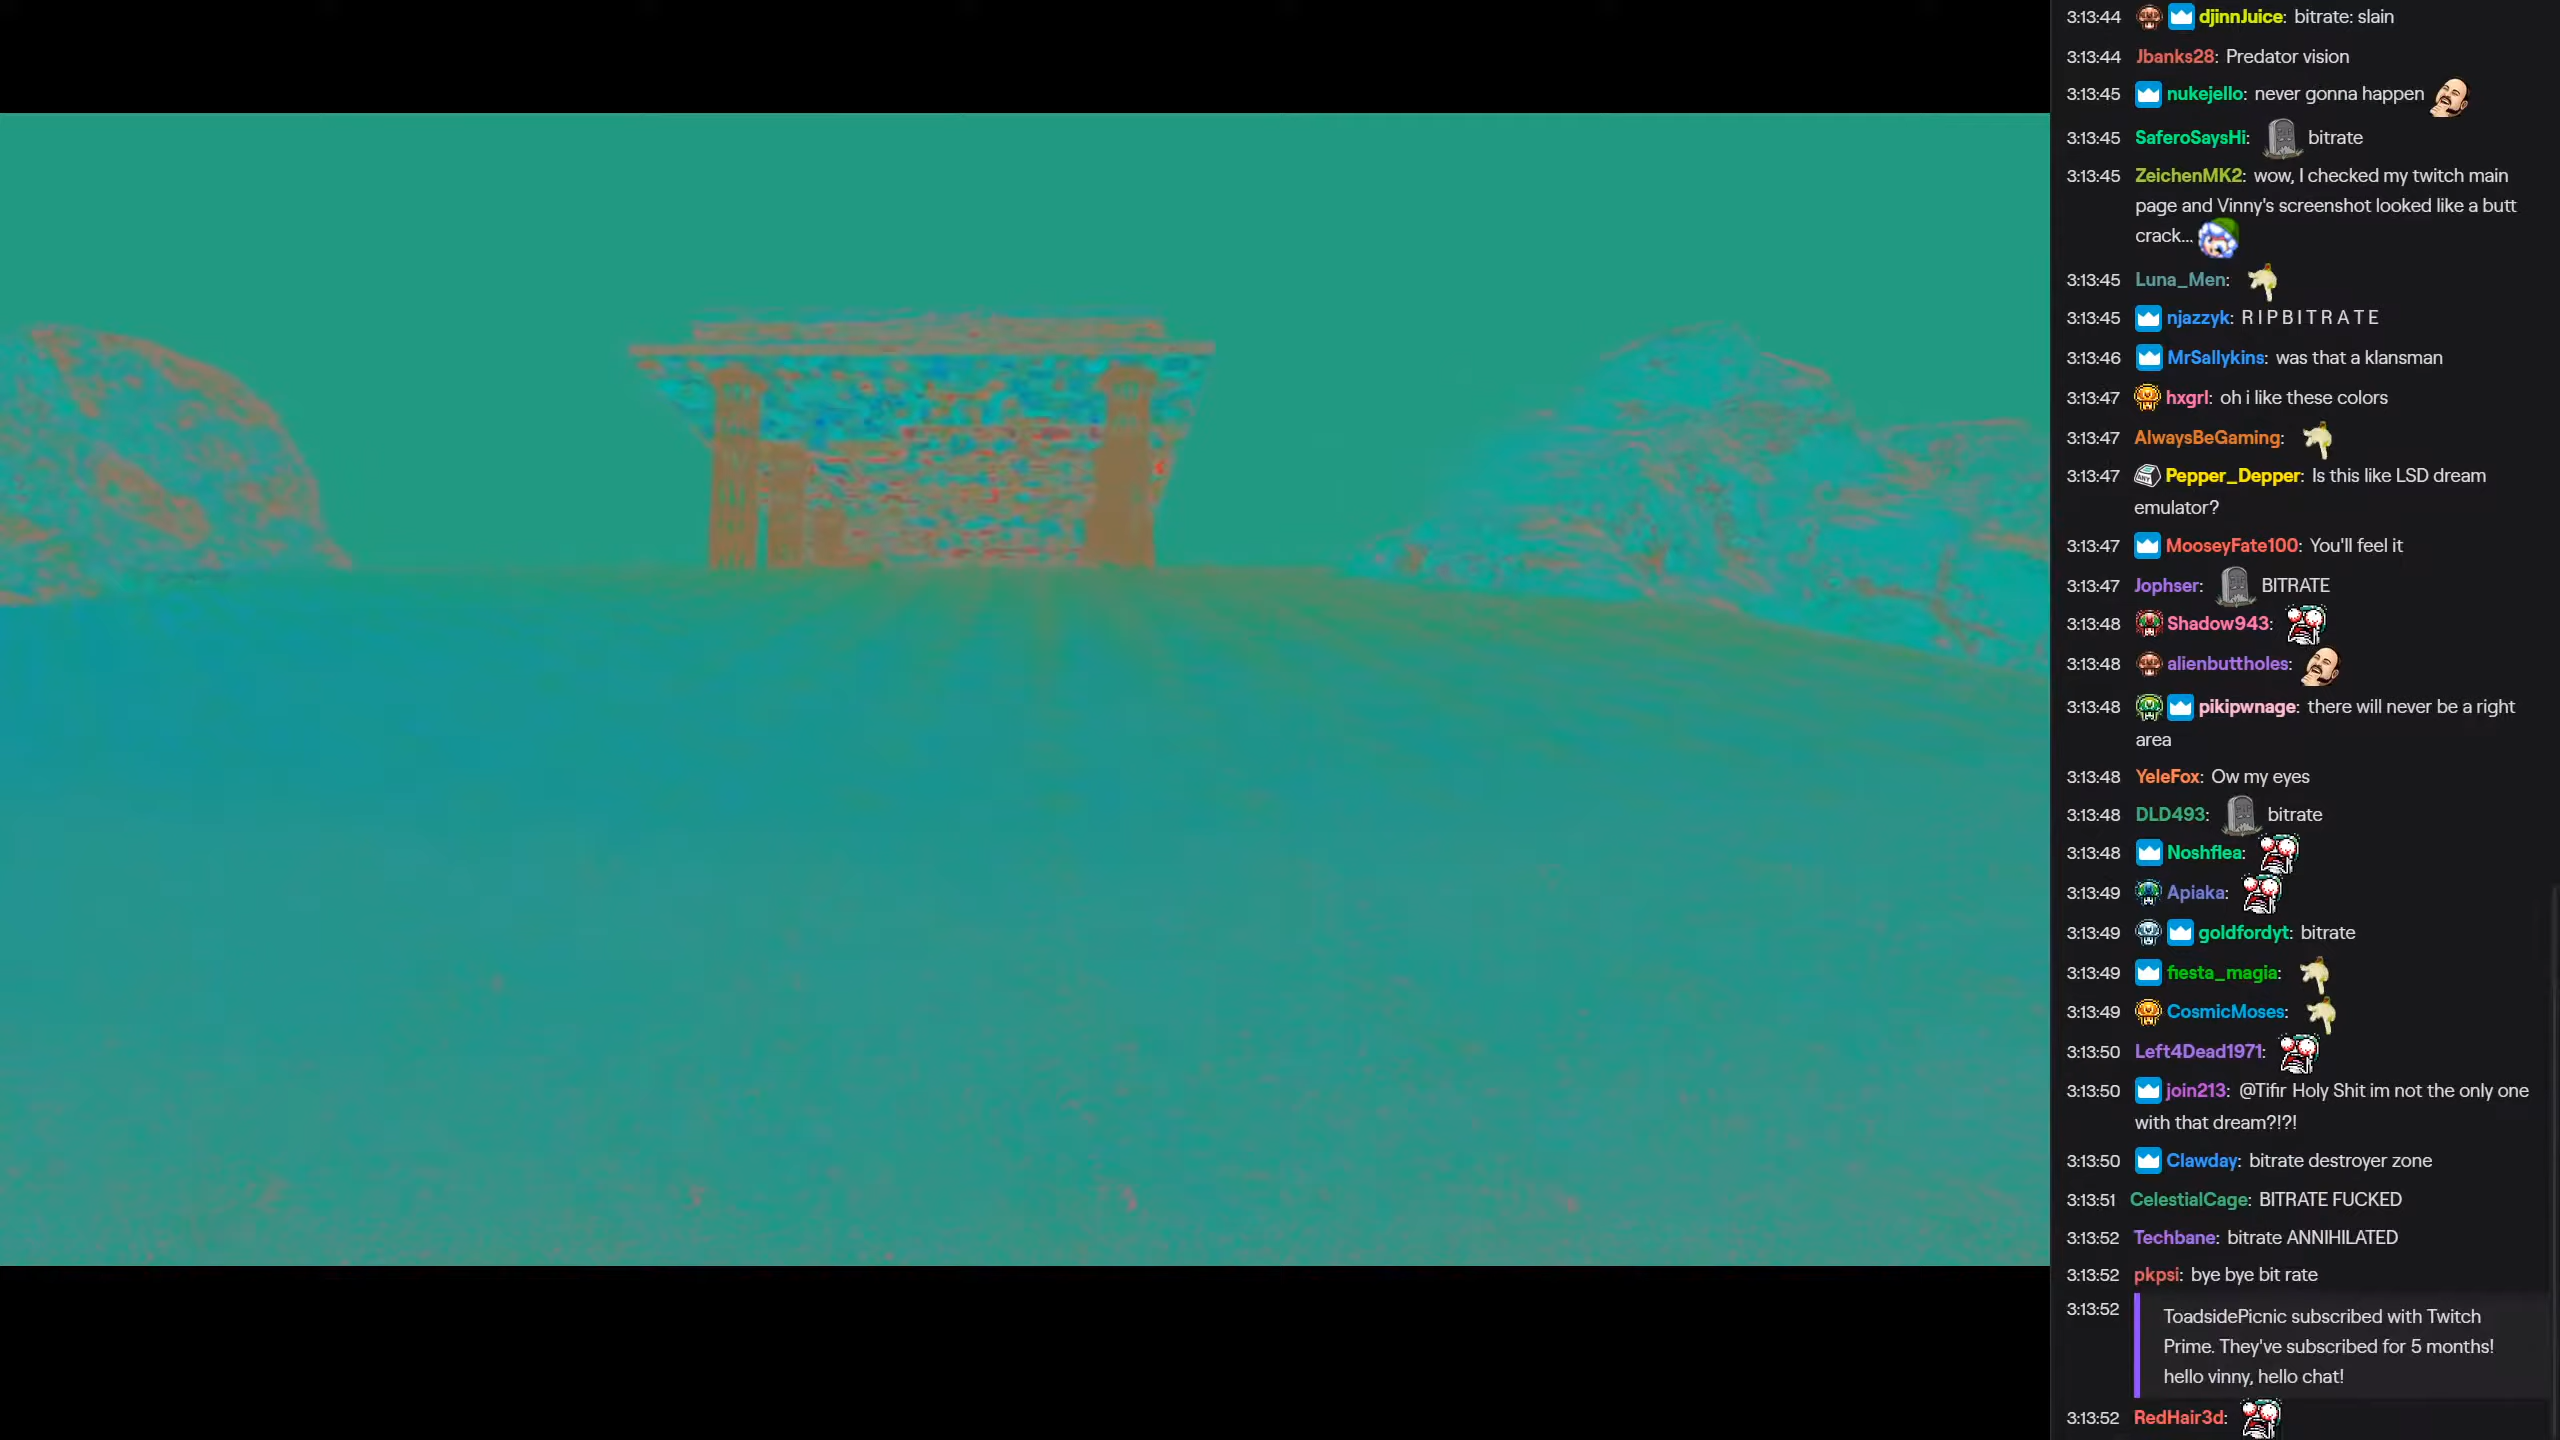 3:13:44 djinnJuice: bitrate: slain
3:13:44 Jbanks28: Predator vision
3:13:45 nukejello: never gonna happen
3:13:45 SaferoSaysHi: bitrate
3:13:45 ZeichenMK2: wow, I checked my twitch main
page and Vinny's screenshot looked like a butt
crack...
3:13:45 Luna_Men:
3:13:45 njazzyk: R I P B I T R A T E
3:13:46 MrSallykins: was that a klansman
3:13:47 hxgrl: oh i like these colors
3:13:47 AlwaysBeGaming:
3:13:47 Pepper_Depper: Is this like LSD dream
emulator?
3:13:47 MooseyFate100: You'll feel it
3:13:47 Jophser: BITRATE
3:13:48 Shadow943:
3:13:48 alienbuttholes:
3:13:48 pikipwnage: there will never be a right
area
3:13:48 YeleFox: Ow my eyes
3:13:48 DLD493: bitrate
3:13:48 Noshflea:
3:13:49 Apiaka:
3:13:49 goldfordyt: bitrate
3:13:49 fiesta_magia:
3:13:49 CosmicMoses:
3:13:50 Left4Dead1971:
3:13:50 join213: @Tifir Holy Shit im not the only one
with that dream?!?!
3:13:50 Clawday: bitrate destroyer zone
3:13:51 CelestialCage: BITRATE FUCKED
3:13:52 Techbane: bitrate ANNIHILATED
3:13:52 pkpsi: bye bye bit rate
3:13:52 ToadsidePicnic subscribed with Twitch
Prime. They've subscribed for 5 months!
hello vinny, hello chat!
3:13:52 RedHair3d: